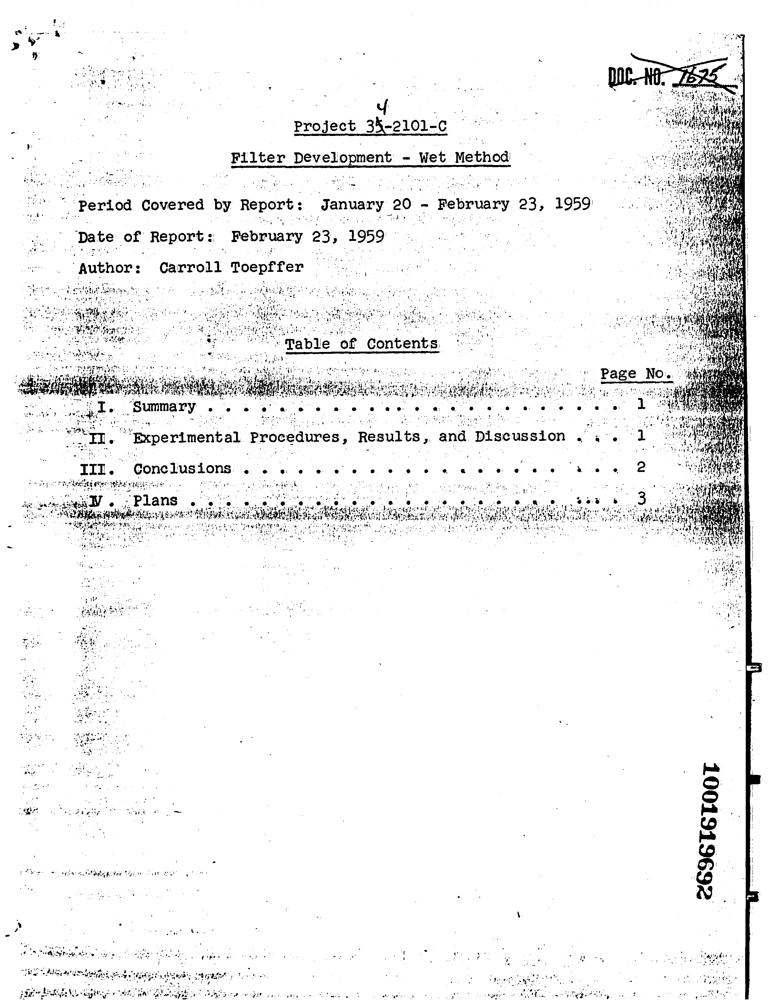 DOC. NO. 1675
4
Project 35-2101-C
Filter Development - Wet Method
Period Covered by Report: January 20 - February 23, 1959
Date of Report: February 23, 1959
Author: Carroll Toepffer
Table of Contents
Page No.
I. Summary . . . . . . . . . . . . . . . . . . . . . . . 1
II. Experimental Procedures, Results, and Discussion . . . 1
III. Conclusions . . . . . . . . . . . . . . . . . . . . . 2
IV. Plans . . . . . . . . . . . . . . . . . . . . . . . . 3
1001919692